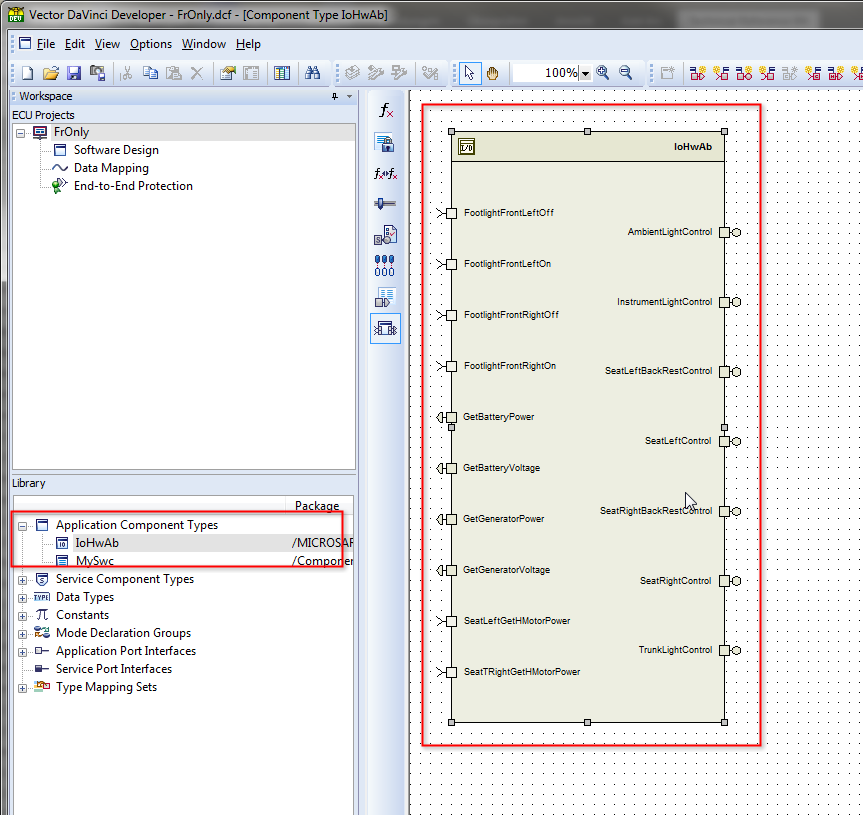 Vector DaVinci Developer - FrOnly.dcf - [Component Type IoHwAb]
File Edit View Options Window Help
100%
Workspace
ECU Projects
FrOnly
Software Design
Data Mapping
End-to-End Protection
Library
Package
Application Component Types
IoHwAb /MICROSAR
MySwc /Componen
Service Component Types
Data Types
Constants
Mode Declaration Groups
Application Port Interfaces
Service Port Interfaces
Type Mapping Sets
IoHwAb
FootlightFrontLeftOff
AmbientLightControl
FootlightFrontLeftOn
InstrumentLightControl
FootlightFrontRightOff
FootlightFrontRightOn
SeatLeftBackRestControl
GetBatteryPower
SeatLeftControl
GetBatteryVoltage
SeatRightBackRestControl
GetGeneratorPower
GetGeneratorVoltage
SeatRightControl
SeatLeftGetHMotorPower
TrunkLightControl
SeatTRightGetHMotorPower